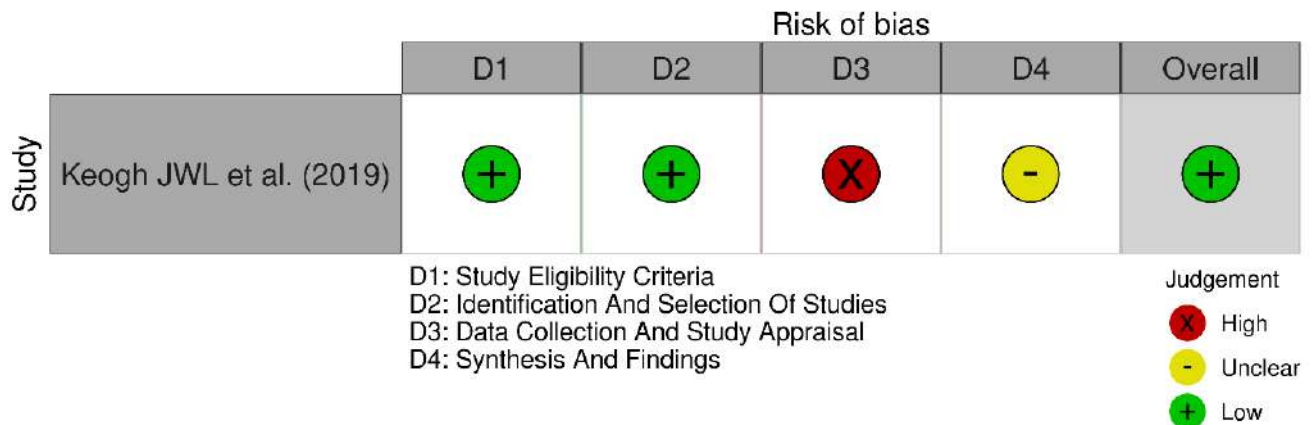 Risk of bias
D1 D2 D3 D4 Overall
Study
Keogh JWL et al. (2019)
+ + X - +
D1: Study Eligibility Criteria
D2: Identification And Selection Of Studies
D3: Data Collection And Study Appraisal
D4: Synthesis And Findings
Judgement
X High
- Unclear
+ Low